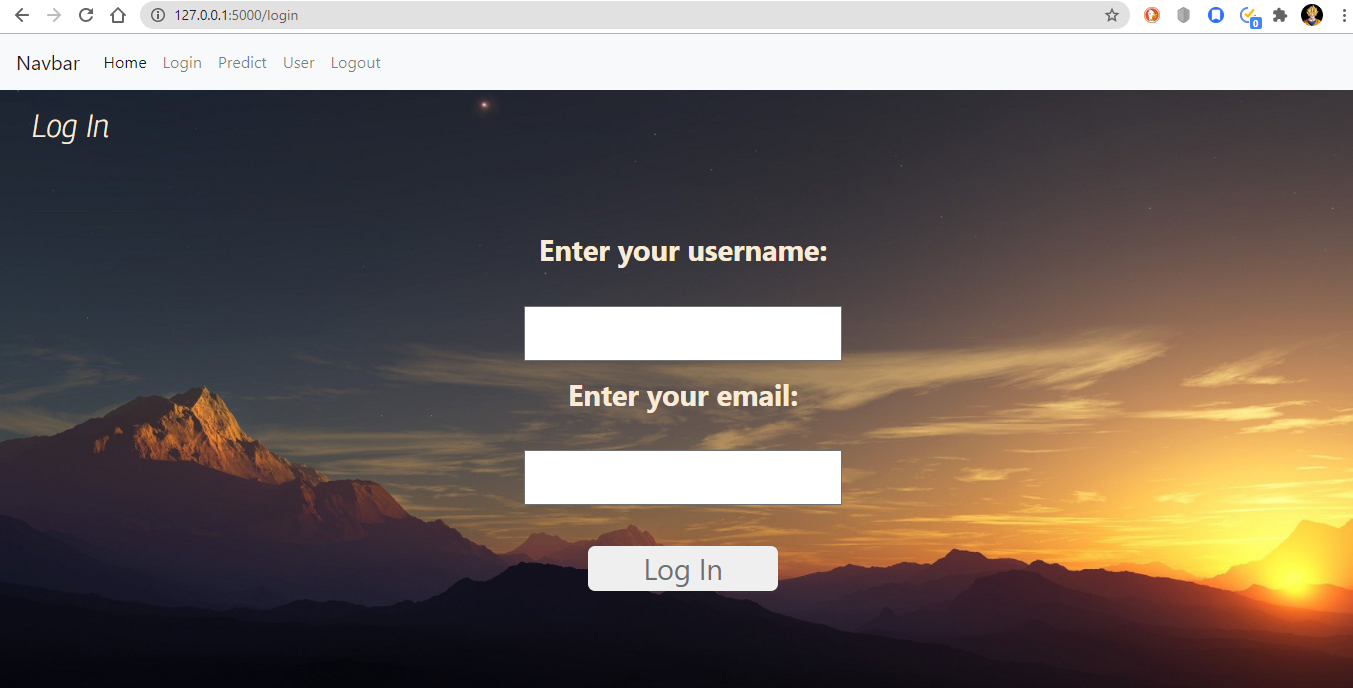 127.0.0.1:5000/login
0
Navbar Home Login Predict User Logout
Log In
Enter your username:
Enter your email:
Log In